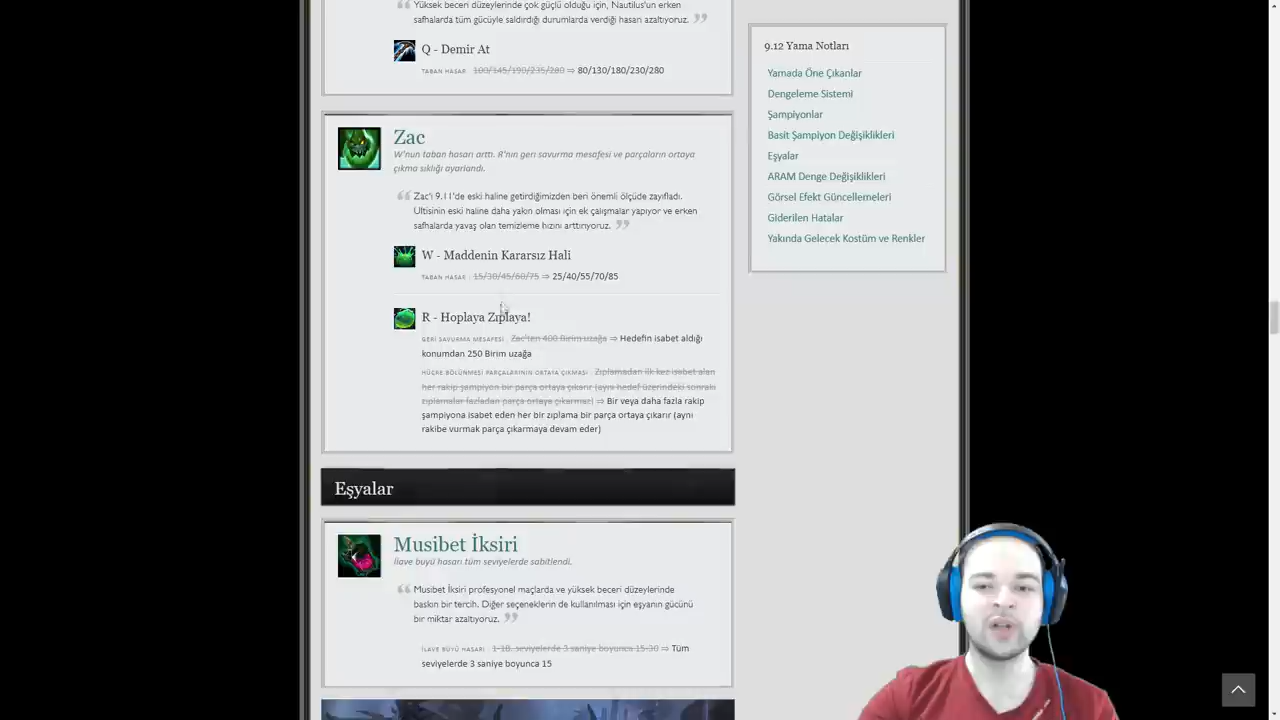 Yüksek beceri düzeylerinde çok güçlü olduğu için, Nautilus'un erken
safhalarda tüm gücüyle saldırdığı durumlarda verdiği hasarı azaltıyoruz.
Q - Demir At
TABAN HASAR : 100/145/190/235/280 ⇒ 80/130/180/230/280
Zac
W'nun taban hasarı arttı. R'nın geri savurma mesafesi ve parçaların ortaya
çıkma sıklığı ayarlandı.
Zac'i 9.11'de eski haline getirdiğimizden beri önemli ölçüde zayıfladı.
Ultisinin eski haline daha yakın olması için ek çalışmalar yapıyor ve erken
safhalarda yavaş olan temizleme hızını arttırıyoruz.
W - Maddenin Kararsız Hali
TABAN HASAR : 15/30/45/60/75 ⇒ 25/40/55/70/85
R - Hoplaya Zıplaya!
GERİ SAVURMA MESAFESİ : Zac'ten 400 Birim uzağa ⇒ Hedefin isabet aldığı
konumdan 250 Birim uzağa
HÜCRE BÖLÜNMESİ PARÇALARININ ORTAYA ÇIKMASI : Zıplamadan ilk kez isabet alan
her rakip şampiyon bir parça ortaya çıkarır (aynı hedef üzerindeki sonraki
zıplamalar fazladan parça ortaya çıkarmaz) ⇒ Bir veya daha fazla rakip
şampiyona isabet eden her bir zıplama bir parça ortaya çıkarır (aynı
rakibe vurmak parça çıkarmaya devam eder)
Eşyalar
Musibet İksiri
İlave büyü hasarı tüm seviyelerde sabitlendi.
Musibet İksiri profesyonel maçlarda ve yüksek beceri düzeylerinde
baskın bir tercih. Diğer seçeneklerin de kullanılması için eşyanın gücünü
bir miktar azaltıyoruz.
İLAVE BÜYÜ HASARI : 1-18. seviyelerde 3 saniye boyunca 15-30 ⇒ Tüm
seviyelerde 3 saniye boyunca 15
9.12 Yama Notları
Yamada Öne Çıkanlar
Dengeleme Sistemi
Şampiyonlar
Basit Şampiyon Değişiklikleri
Eşyalar
ARAM Denge Değişiklikleri
Görsel Efekt Güncellemeleri
Giderilen Hatalar
Yakında Gelecek Kostüm ve Renkler